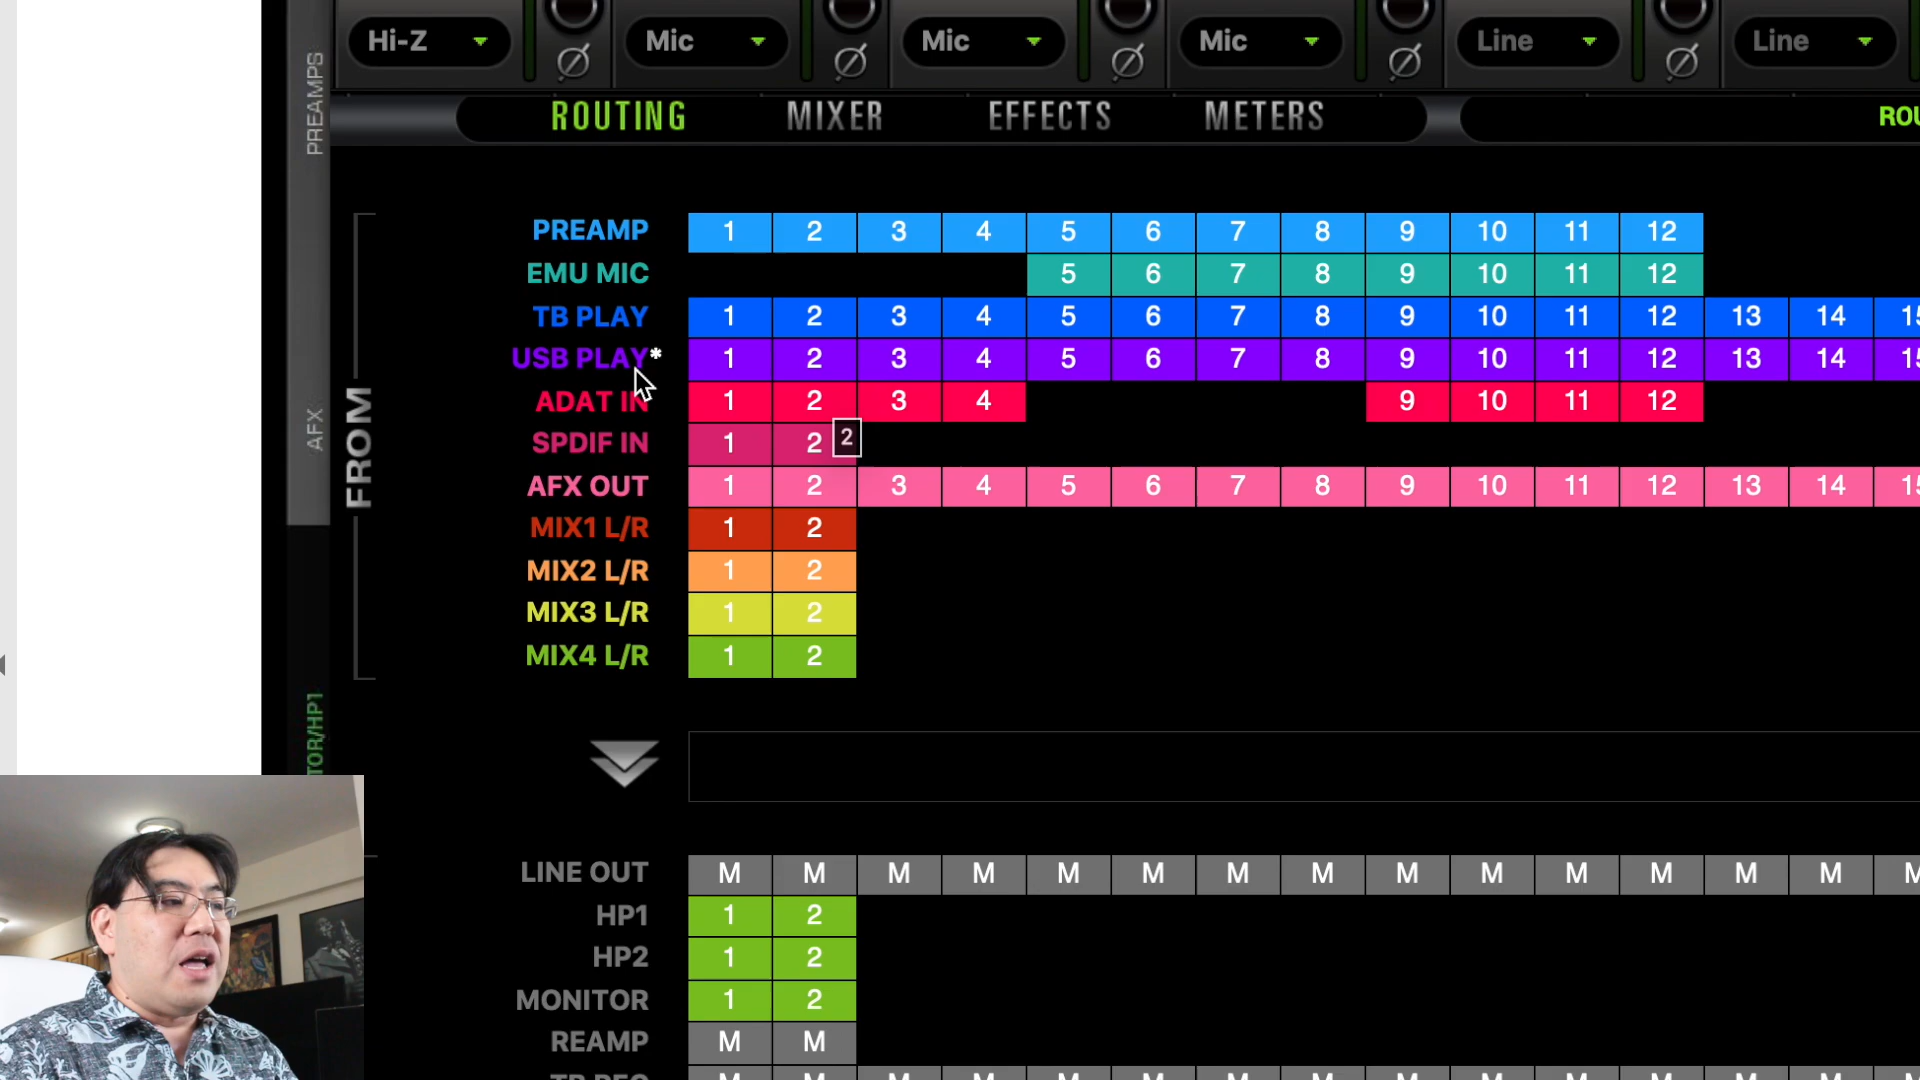 Hi-Z Mic Mic Mic Line Line
PREAMPS
ROUTING MIXER EFFECTS METERS
PREAMP 1 2 3 4 5 6 7 8 9 10 11 12
EMU MIC 5 6 7 8 9 10 11 12
TB PLAY 1 2 3 4 5 6 7 8 9 10 11 12 13 14
USB PLAY* 1 2 3 4 5 6 7 8 9 10 11 12 13 14
ADAT IN 1 2 3 4 9 10 11 12
AFX
FROM
SPDIF IN 1 2 2
AFX OUT 1 2 3 4 5 6 7 8 9 10 11 12 13 14
MIX1 L/R 1 2
MIX2 L/R 1 2
MIX3 L/R 1 2
MIX4 L/R 1 2
LINE OUT M M M M M M M M M M M M M M M
HP1 1 2
HP2 1 2
MONITOR 1 2
REAMP M M